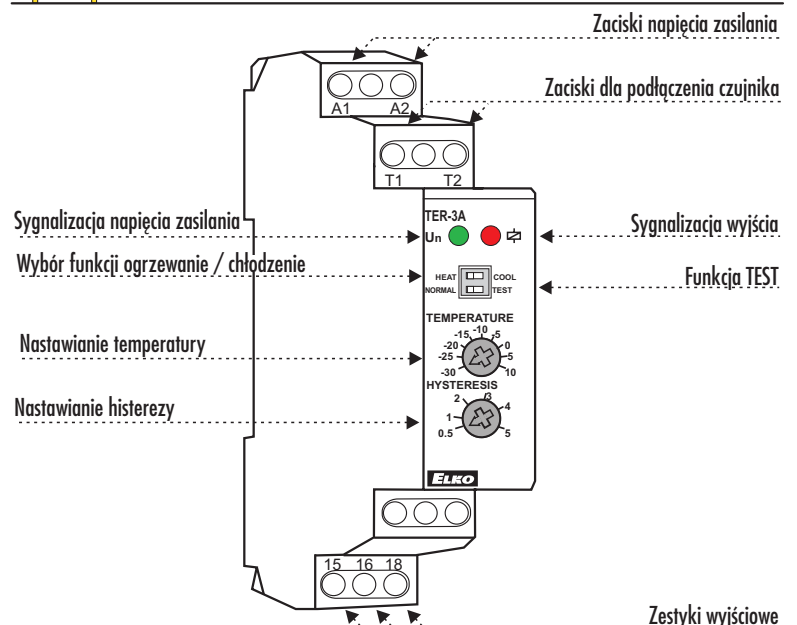 Zaciski napięcia zasilania
A1 A2
Zaciski dla podłączenia czujnika
T1 T2
TER-3A
Sygnalizacja napięcia zasilania
Un
Sygnalizacja wyjścia
Wybór funkcji ogrzewanie / chłodzenie
HEAT COOL
NORMAL TEST
Funkcja TEST
TEMPERATURE
-30 -25 -20 -15 -10 -5 0 5 10
Nastawianie temperatury
HYSTERESIS
0.5 1 2 3 4 5
Nastawianie histerezy
ELKO
15 16 18
Zestyki wyjściowe